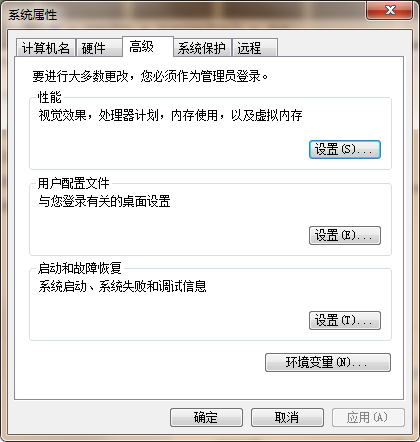 系统属性
计算机名 硬件 高级 系统保护 远程
要进行大多数更改，您必须作为管理员登录。
性能
视觉效果，处理器计划，内存使用，以及虚拟内存
设置(S)...
用户配置文件
与您登录有关的桌面设置
设置(E)...
启动和故障恢复
系统启动、系统失败和调试信息
设置(T)...
环境变量(N)...
确定 取消 应用(A)